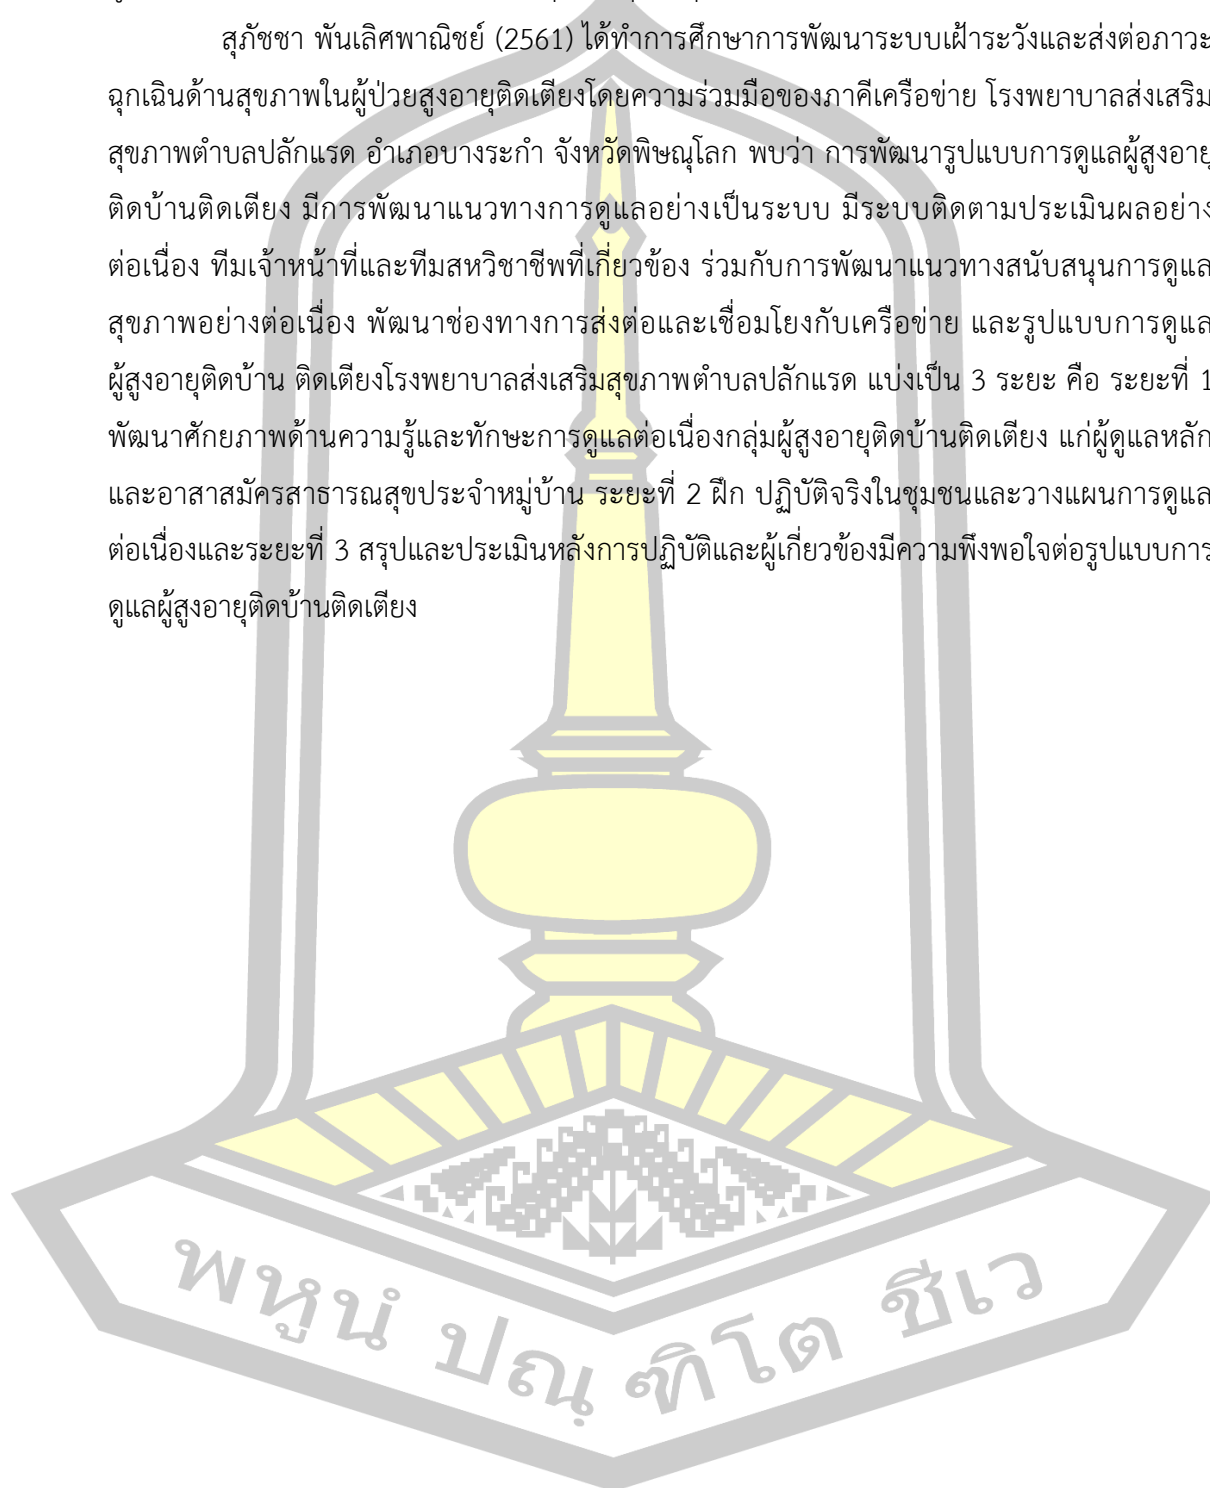 สุภัชชา พันเลิศพาณิชย์ (2561) ได้ทำการศึกษาการพัฒนาระบบเฝ้าระวังและส่งต่อภาวะ
ฉุกเฉินด้านสุขภาพในผู้ป่วยสูงอายุติดเตียงโดยความร่วมมือของภาคีเครือข่าย โรงพยาบาลส่งเสริม
สุขภาพตำบลปลักแรด อำเภอบางระกำ จังหวัดพิษณุโลก พบว่า การพัฒนารูปแบบการดูแลผู้สูงอายุ
ติดบ้านติดเตียง มีการพัฒนาแนวทางการดูแลอย่างเป็นระบบ มีระบบติดตามประเมินผลอย่าง
ต่อเนื่อง ทีมเจ้าหน้าที่และทีมสหวิชาชีพที่เกี่ยวข้อง ร่วมกับการพัฒนาแนวทางสนับสนุนการดูแล
สุขภาพอย่างต่อเนื่อง พัฒนาช่องทางการส่งต่อและเชื่อมโยงกับเครือข่าย และรูปแบบการดูแล
ผู้สูงอายุติดบ้าน ติดเตียงโรงพยาบาลส่งเสริมสุขภาพตำบลปลักแรด แบ่งเป็น 3 ระยะ คือ ระยะที่ 1
พัฒนาศักยภาพด้านความรู้และทักษะการดูแลต่อเนื่องกลุ่มผู้สูงอายุติดบ้านติดเตียง แก่ผู้ดูแลหลัก
และอาสาสมัครสาธารณสุขประจำหมู่บ้าน ระยะที่ 2 ฝึก ปฏิบัติจริงในชุมชนและวางแผนการดูแล
ต่อเนื่องและระยะที่ 3 สรุปและประเมินหลังการปฏิบัติและผู้เกี่ยวข้องมีความพึงพอใจต่อรูปแบบการ
ดูแลผู้สูงอายุติดบ้านติดเตียง
พหูนํ ปณฺฑิโต ชีเว